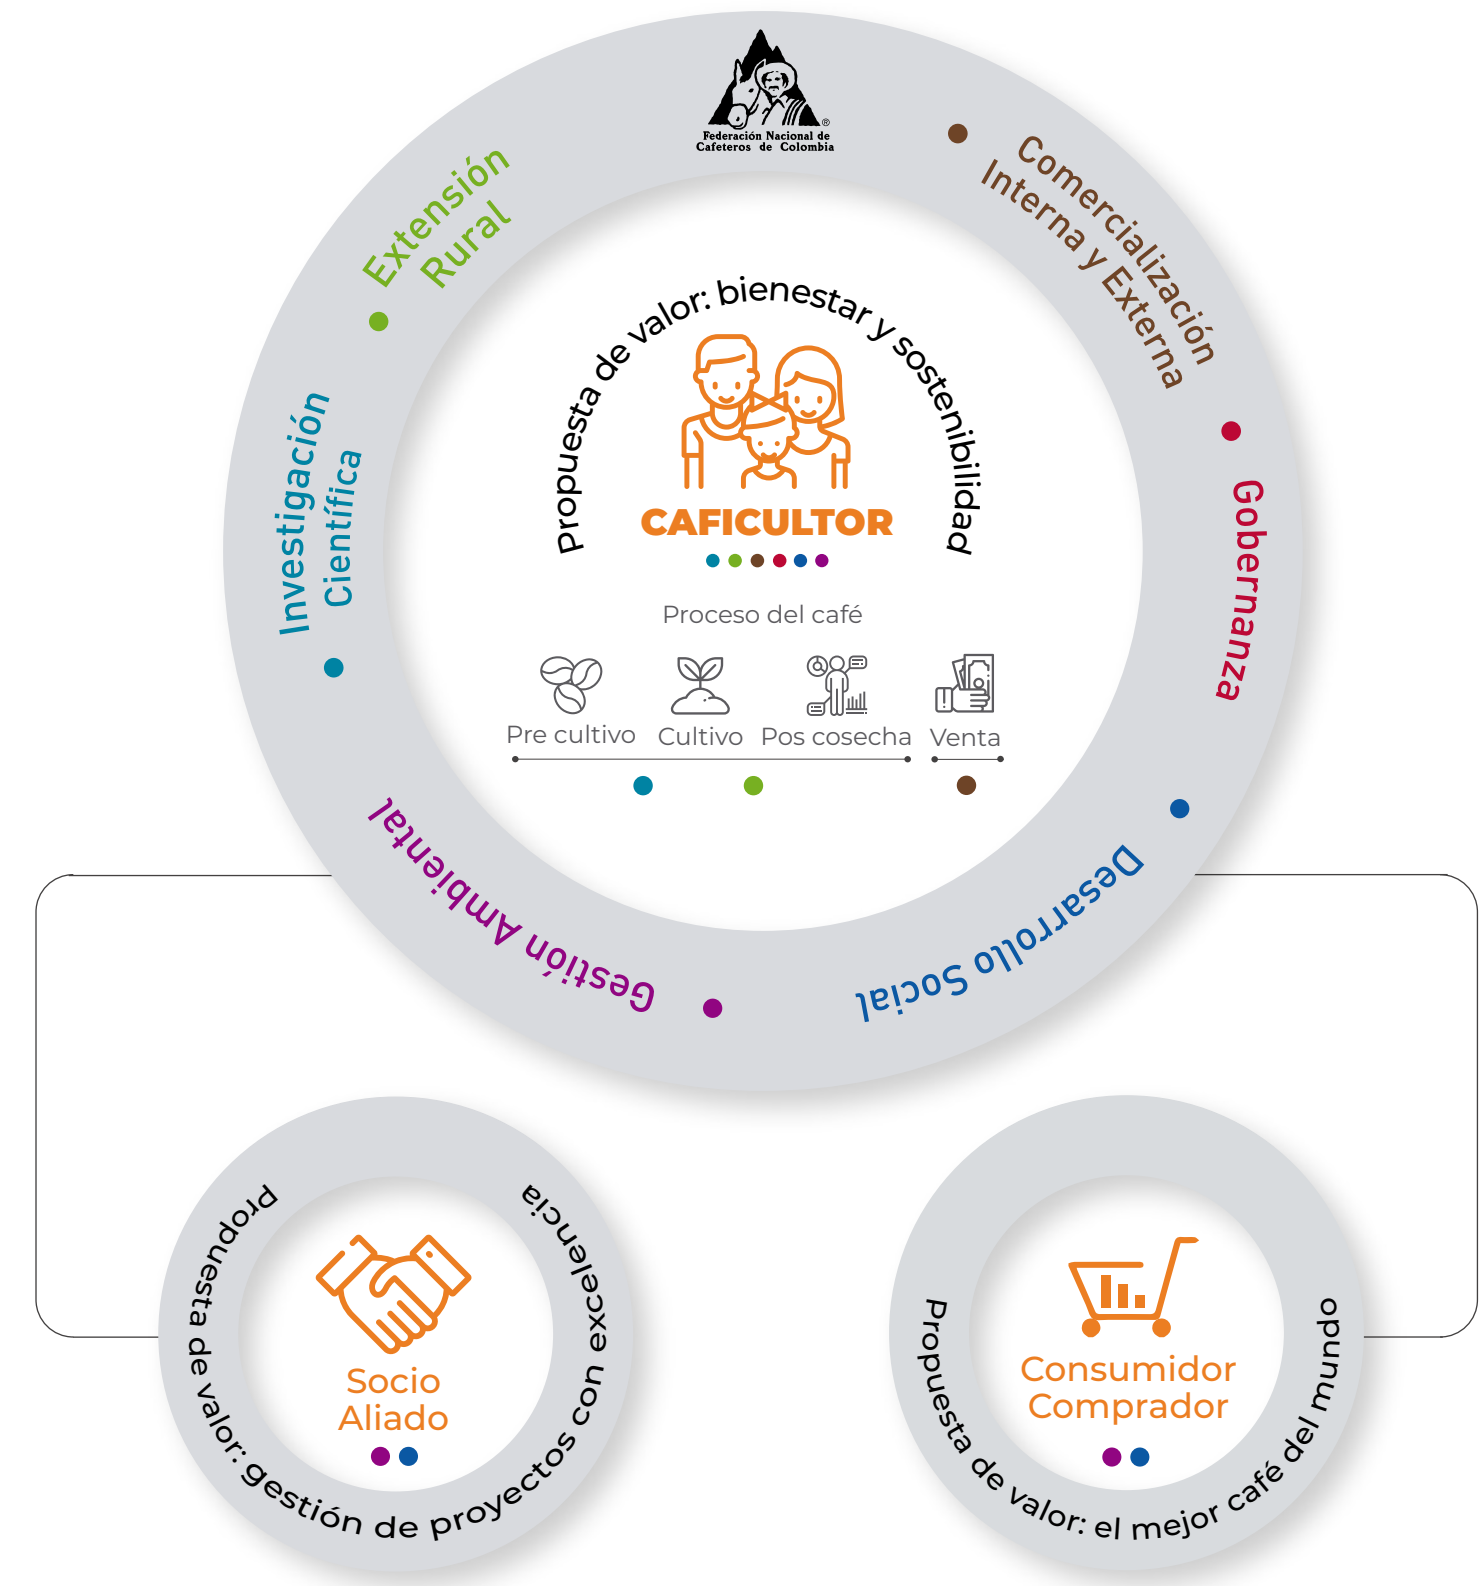 ®
Federación Nacional de
Cafeteros de Colombia
Comercialización
Interna y Externa
Gobernanza
Desarrollo Social
Gestión Ambiental
Investigación
Científica
Extensión
Rural
Propuesta de valor: bienestar y sostenibilidad
CAFICULTOR
Proceso del café
Pre cultivo
Cultivo
Pos cosecha
Venta
Propuesta de valor: gestión de proyectos con excelencia
Socio
Aliado
Propuesta de valor: el mejor café del mundo
Consumidor
Comprador